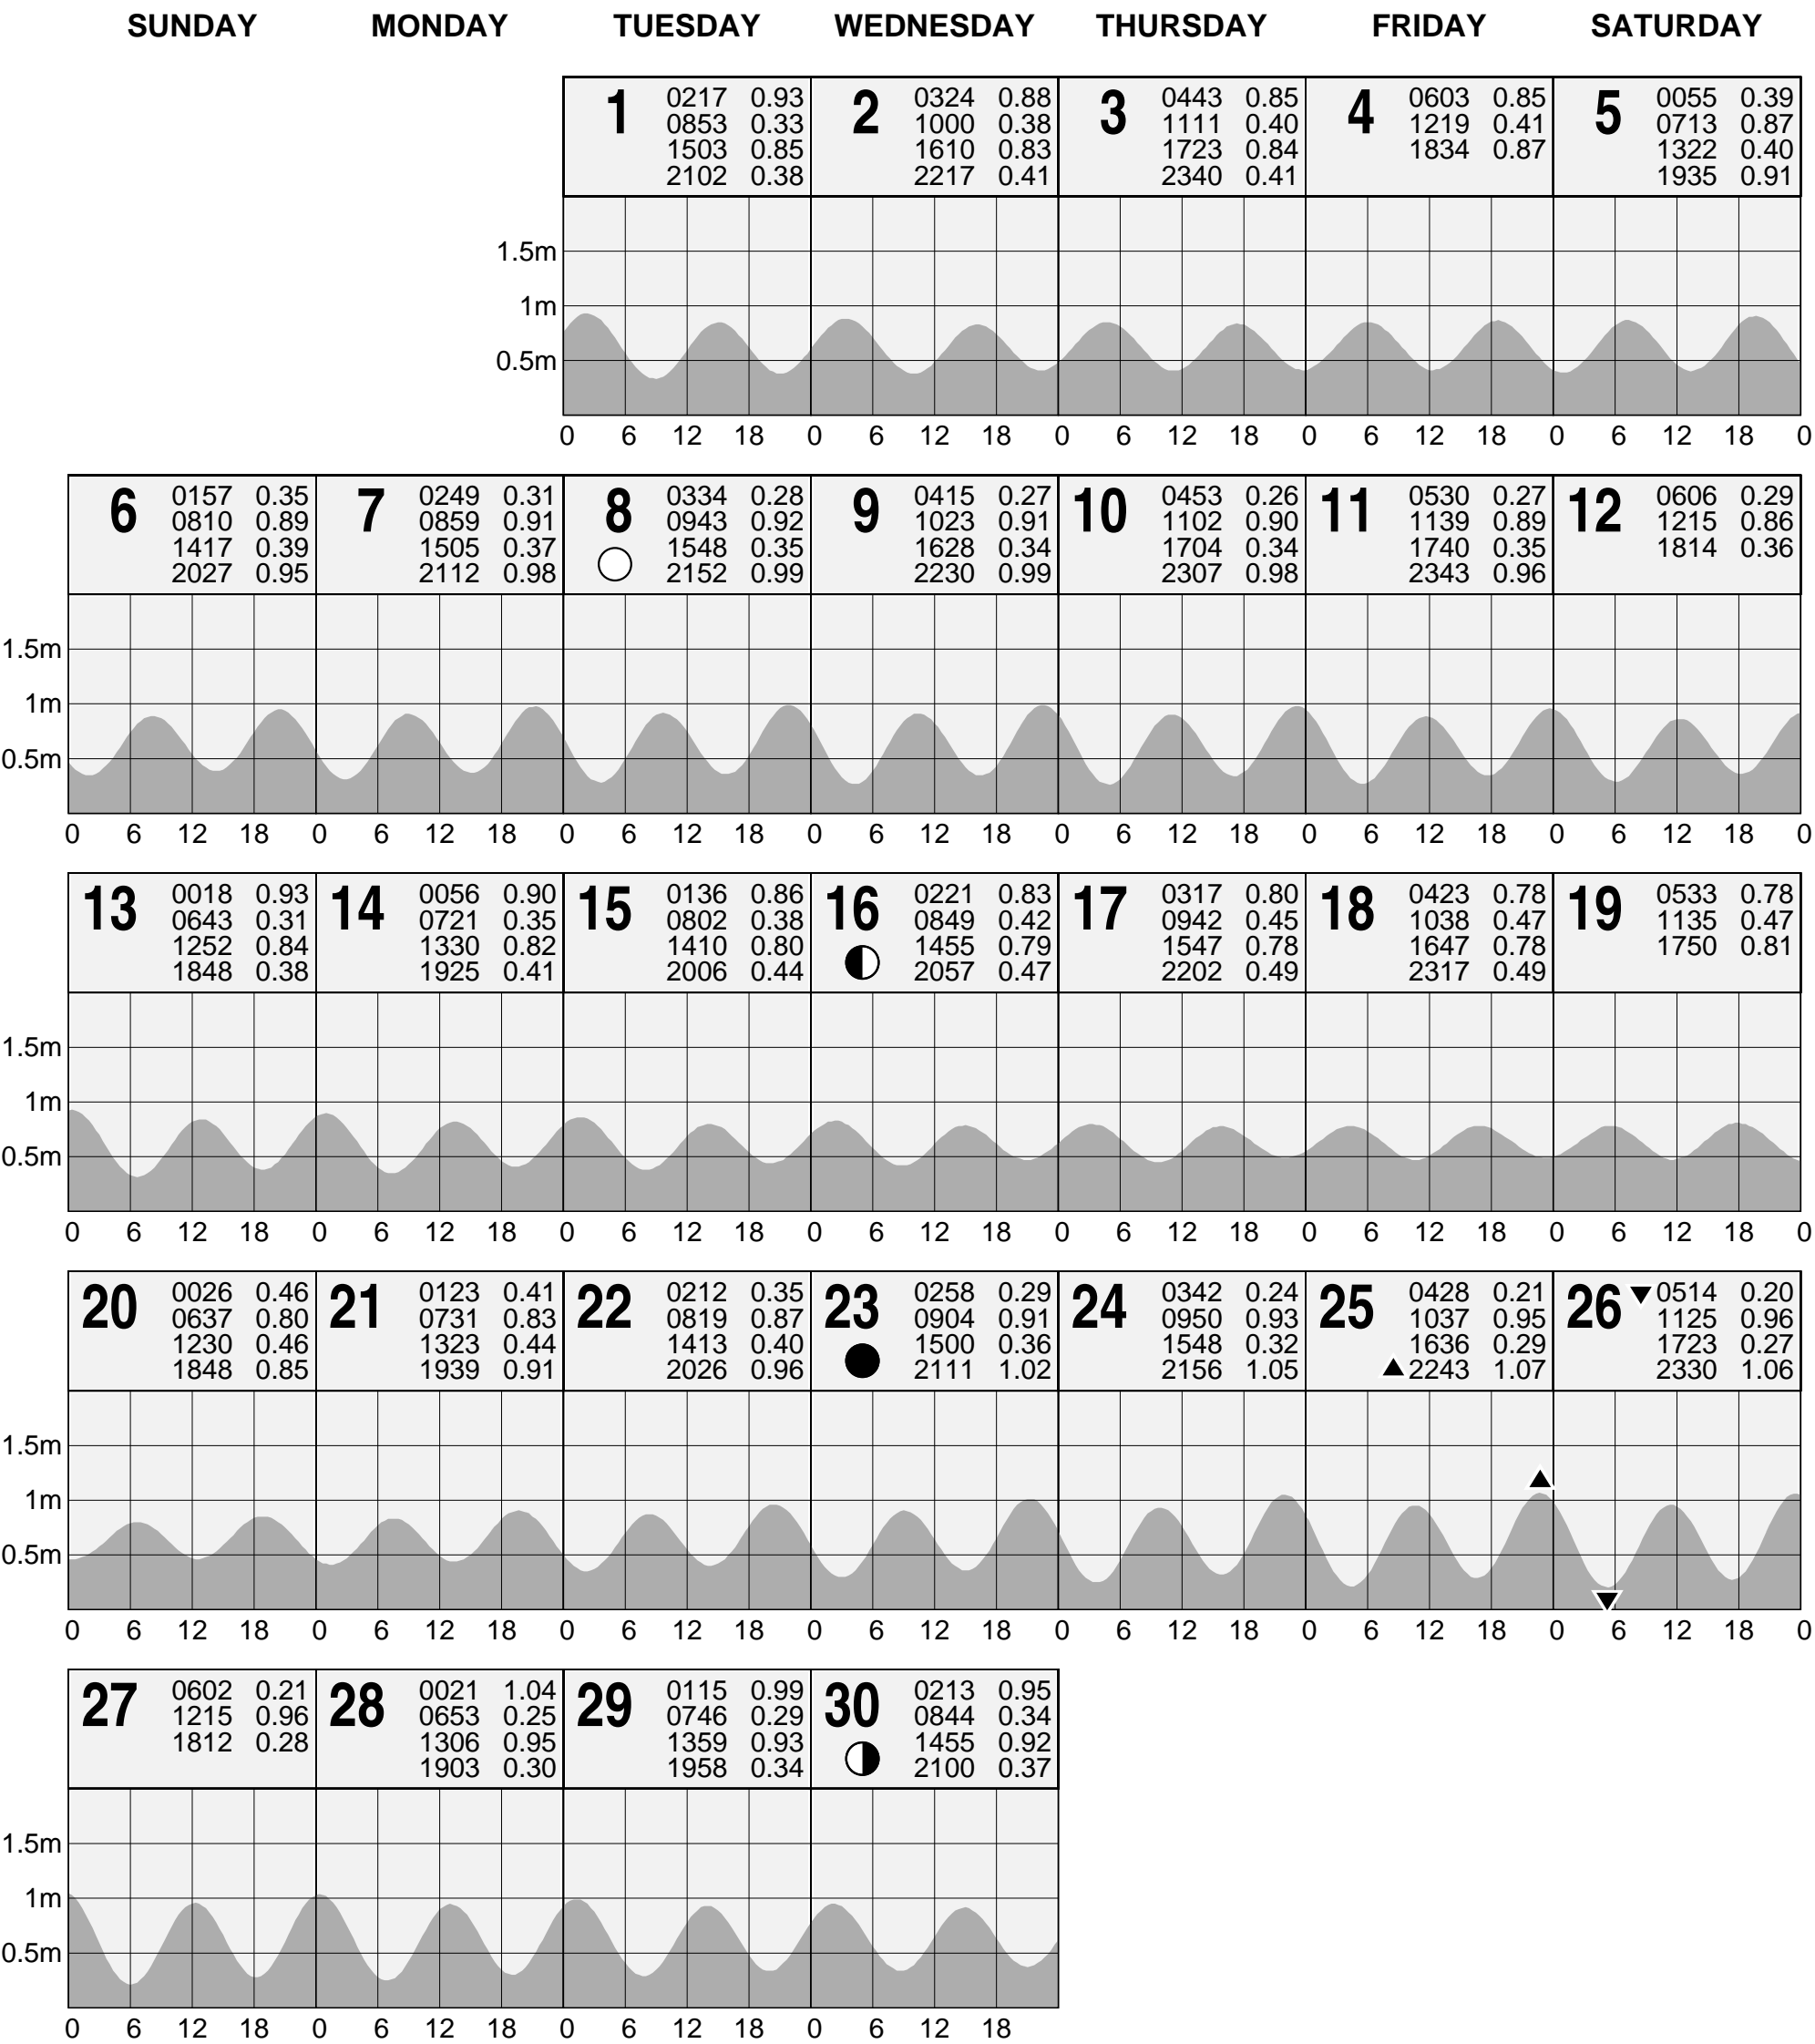 SUNDAY MONDAY TUESDAY WEDNESDAY THURSDAY FRIDAY SATURDAY
1 0217 0.93 2 0324 0.88 3 0443 0.85 4 0603 0.85 5 0055 0.39
0853 0.33 1000 0.38 1111 0.40 1219 0.41 0713 0.87
1503 0.85 1610 0.83 1723 0.84 1834 0.87 1322 0.40
2102 0.38 2217 0.41 2340 0.41 1935 0.91
1.5m
1m
0.5m
0 6 12 18 0 6 12 18 0 6 12 18 0 6 12 18 0 6 12 18 0
6 0157 0.35 7 0249 0.31 8 0334 0.28 9 0415 0.27 10 0453 0.26 11 0530 0.27 12 0606 0.29
0810 0.89 0859 0.91 0943 0.92 1023 0.91 1102 0.90 1139 0.89 1215 0.86
1417 0.39 1505 0.37 1548 0.35 1628 0.34 1704 0.34 1740 0.35 1814 0.36
2027 0.95 2112 0.98 2152 0.99 2230 0.99 2307 0.98 2343 0.96
1.5m
1m
0.5m
0 6 12 18 0 6 12 18 0 6 12 18 0 6 12 18 0 6 12 18 0 6 12 18 0 6 12 18 0
13 0018 0.93 14 0056 0.90 15 0136 0.86 16 0221 0.83 17 0317 0.80 18 0423 0.78 19 0533 0.78
0643 0.31 0721 0.35 0802 0.38 0849 0.42 0942 0.45 1038 0.47 1135 0.47
1252 0.84 1330 0.82 1410 0.80 1455 0.79 1547 0.78 1647 0.78 1750 0.81
1848 0.38 1925 0.41 2006 0.44 2057 0.47 2202 0.49 2317 0.49
1.5m
1m
0.5m
0 6 12 18 0 6 12 18 0 6 12 18 0 6 12 18 0 6 12 18 0 6 12 18 0 6 12 18 0
20 0026 0.46 21 0123 0.41 22 0212 0.35 23 0258 0.29 24 0342 0.24 25 0428 0.21 26 0514 0.20
0637 0.80 0731 0.83 0819 0.87 0904 0.91 0950 0.93 1037 0.95 1125 0.96
1230 0.46 1323 0.44 1413 0.40 1500 0.36 1548 0.32 1636 0.29 1723 0.27
1848 0.85 1939 0.91 2026 0.96 2111 1.02 2156 1.05 2243 1.07 2330 1.06
1.5m
1m
0.5m
0 6 12 18 0 6 12 18 0 6 12 18 0 6 12 18 0 6 12 18 0 6 12 18 0 6 12 18 0
27 0602 0.21 28 0021 1.04 29 0115 0.99 30 0213 0.95
1215 0.96 0653 0.25 0746 0.29 0844 0.34
1812 0.28 1306 0.95 1359 0.93 1455 0.92
1903 0.30 1958 0.34 2100 0.37
1.5m
1m
0.5m
0 6 12 18 0 6 12 18 0 6 12 18 0 6 12 18